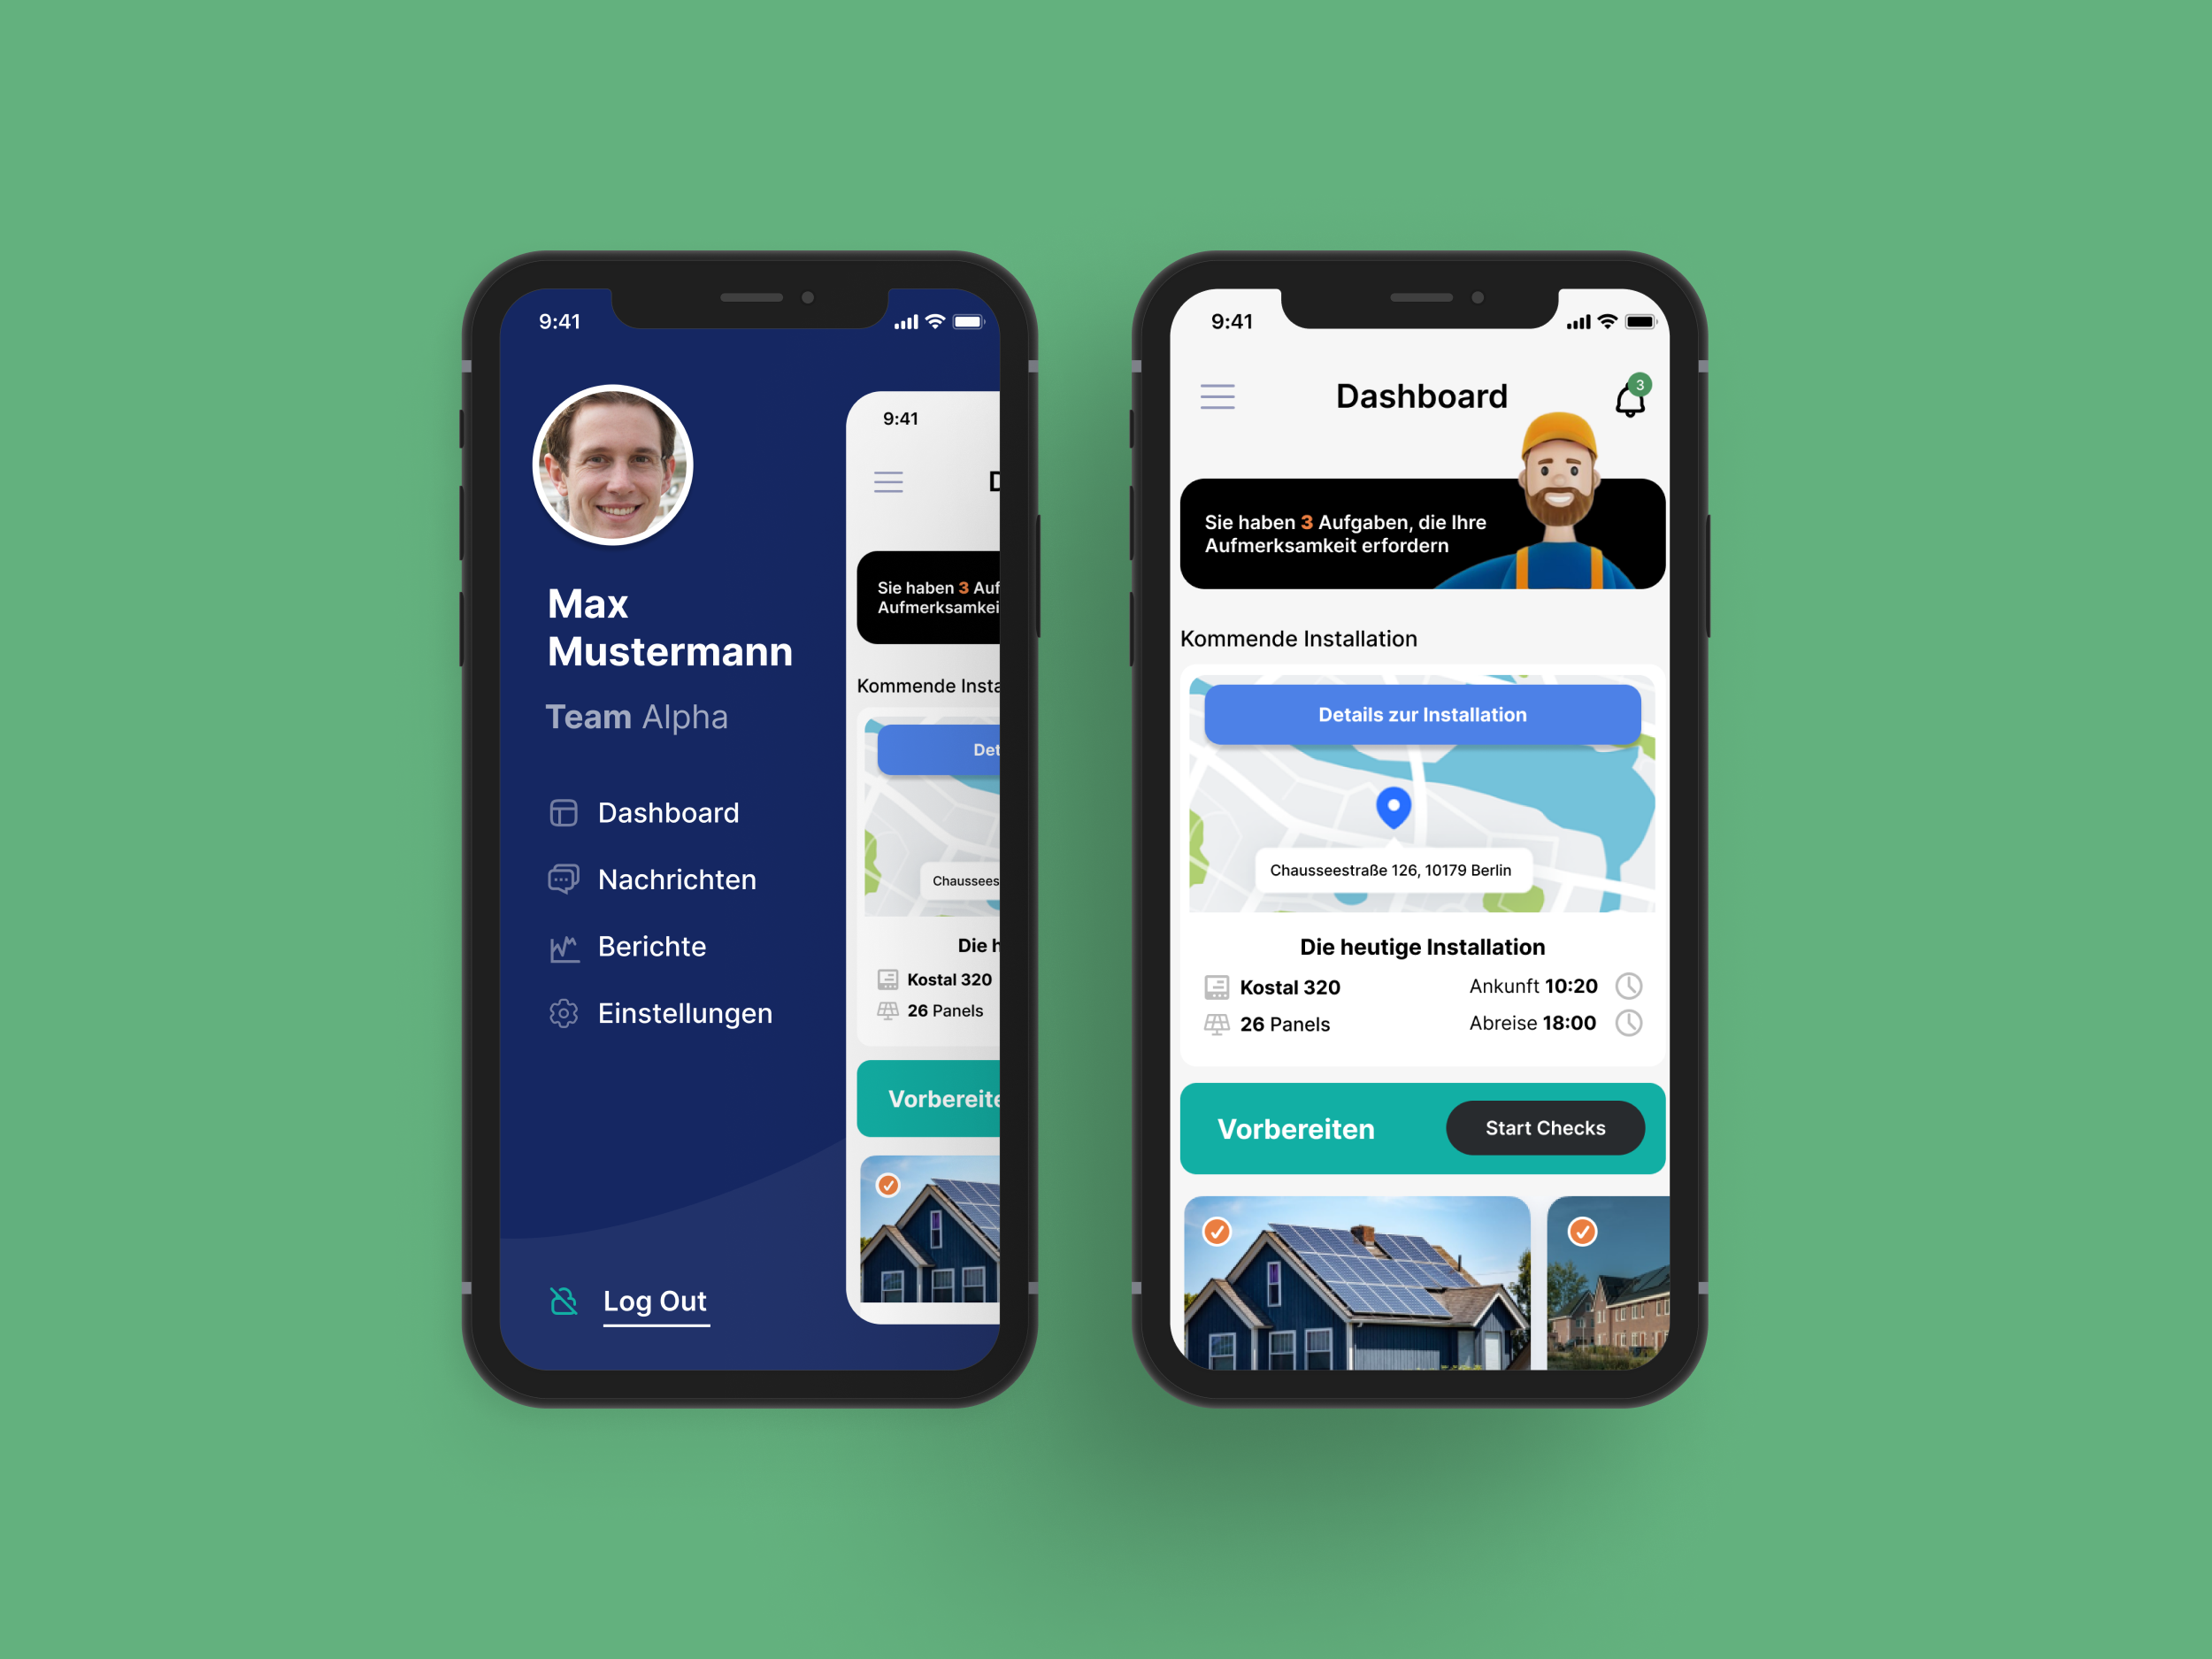 9:41
Max
Mustermann
Team Alpha
Dashboard
Nachrichten
Berichte
Einstellungen
Log Out
9:41
D
Sie haben 3 Auf
Aufmerksamkei
Kommende Insta
Det
Chaussees
Die h
Kostal 320
26 Panels
Vorbereite
9:41
Dashboard
3
Sie haben 3 Aufgaben, die Ihre
Aufmerksamkeit erfordern
Kommende Installation
Details zur Installation
Chausseestraße 126, 10179 Berlin
Die heutige Installation
Kostal 320
Ankunft 10:20
26 Panels
Abreise 18:00
Vorbereiten
Start Checks